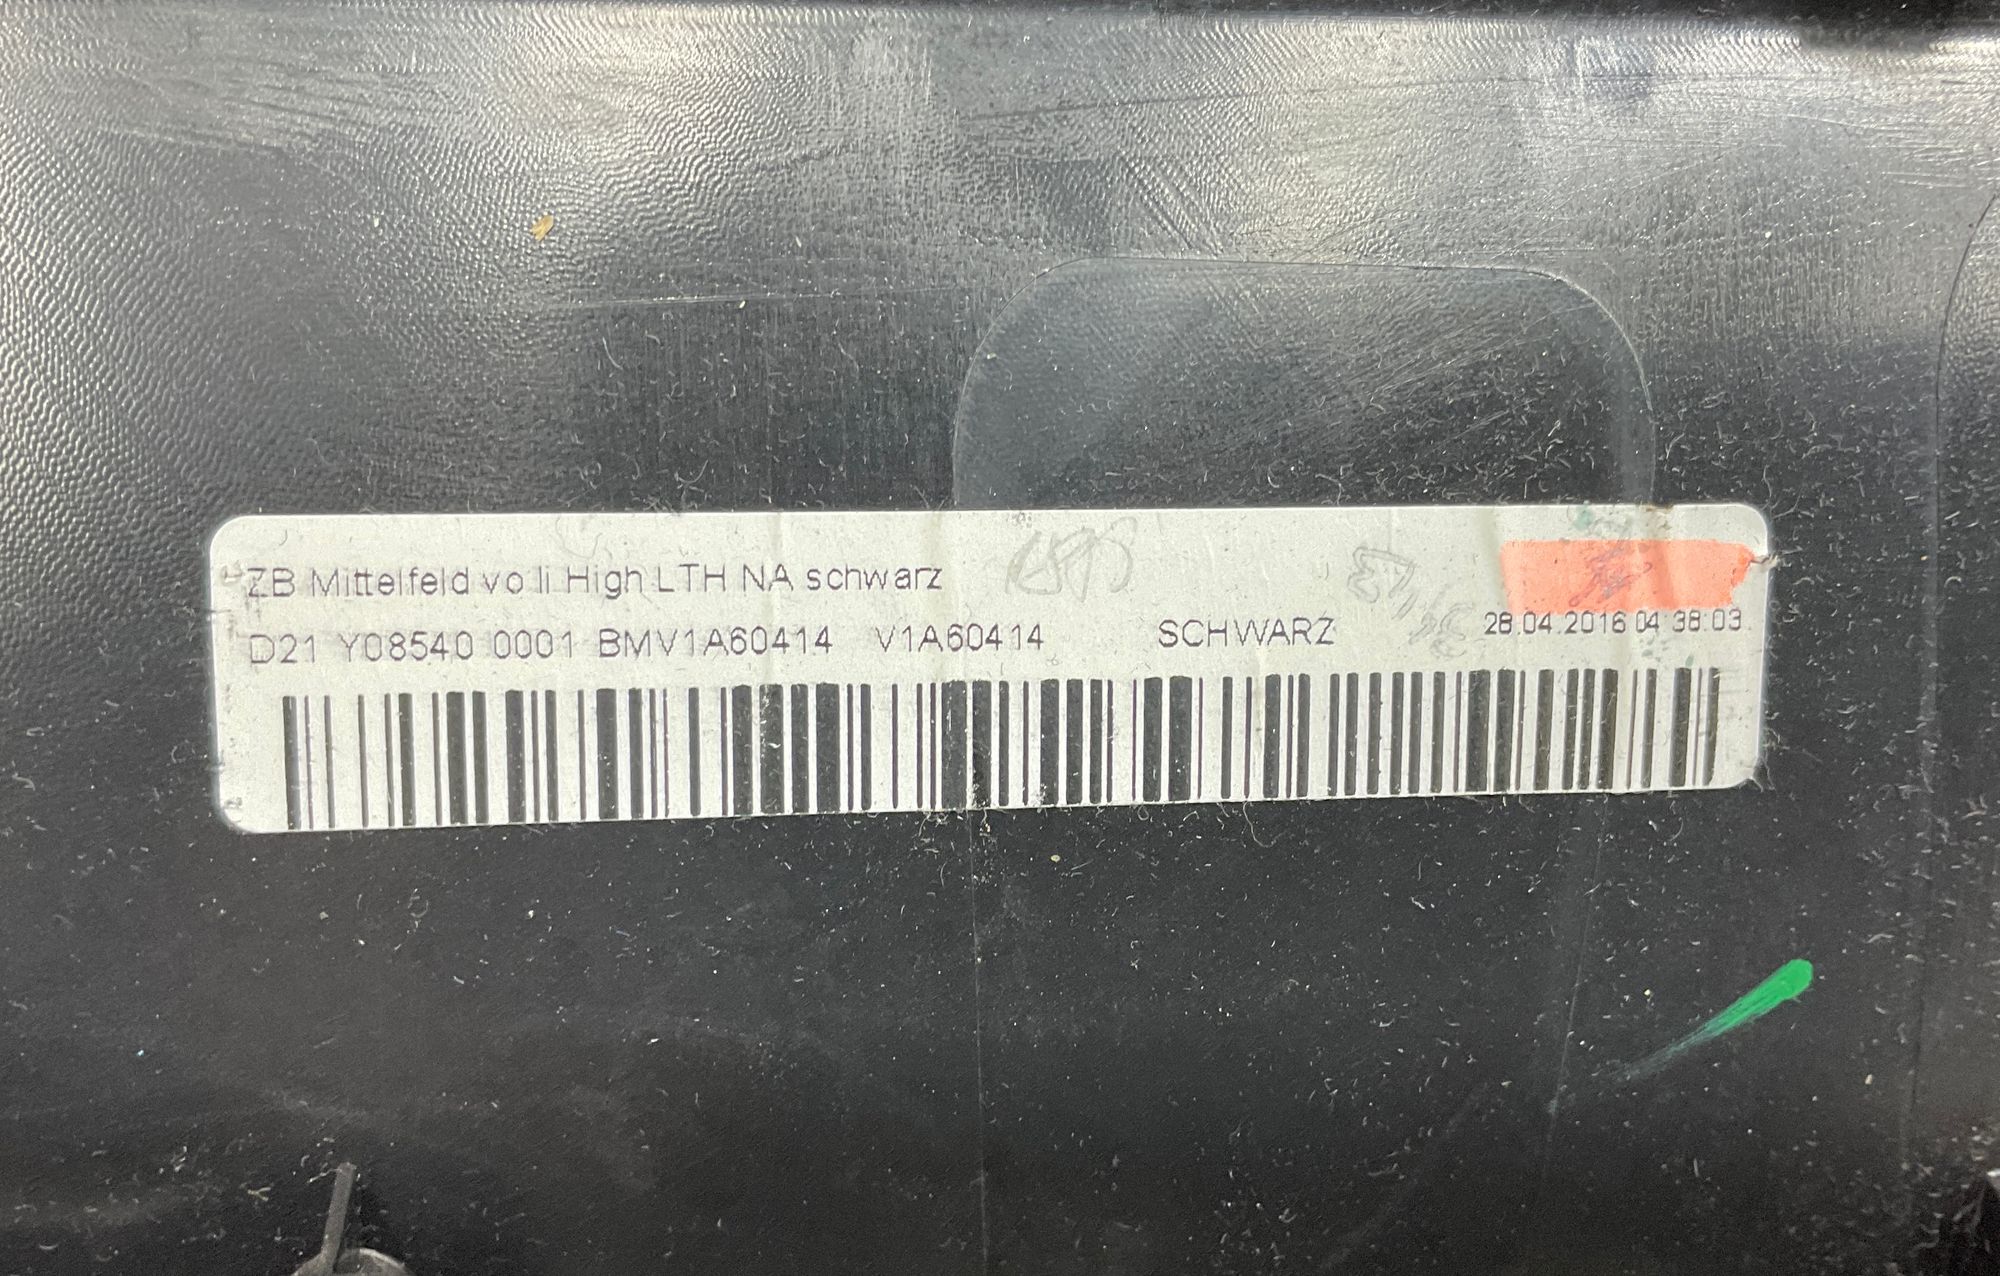 ZB Mittelfeld vo li High LTH NA schwarz
D21 Y08540 0001 BMV1A60414 V1A60414 SCHWARZ 28.04.2016 04:38:03